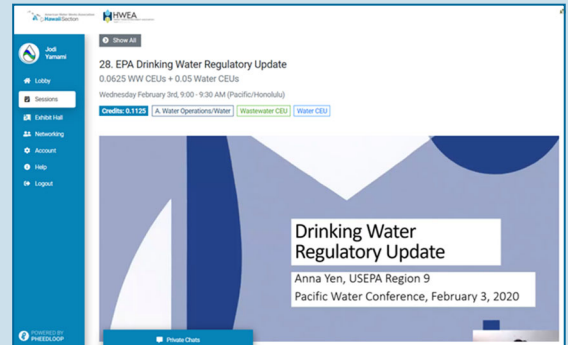 Hawaii Section
HWEA
Show All
Jodi
Yamami
Lobby
Sessions
Exhibit Hall
Networking
Account
Help
Logout
28. EPA Drinking Water Regulatory Update
0.0625 WW CEUs + 0.05 Water CEUs
Wednesday February 3rd, 9:00 - 9:30 AM (Pacific/Honolulu)
Credits: 0.1125 A. Water Operations/Water Wastewater CEU Water CEU
Drinking Water
Regulatory Update
Anna Yen, USEPA Region 9
Pacific Water Conference, February 3, 2020
POWERED BY
PHEEDLOOP
Private Chats